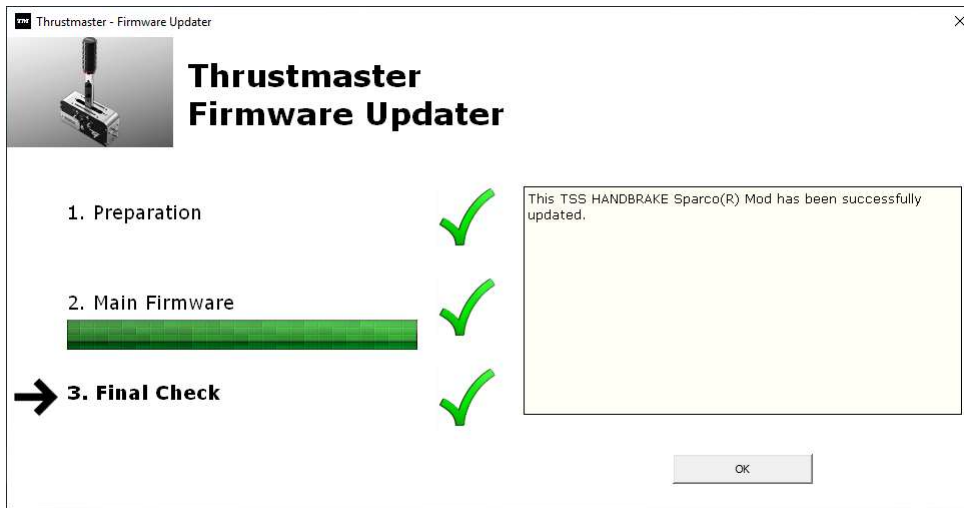 Thrustmaster - Firmware Updater
Thrustmaster
Firmware Updater
1. Preparation
This TSS HANDBRAKE Sparco(R) Mod has been successfully
updated.
2. Main Firmware
3. Final Check
OK